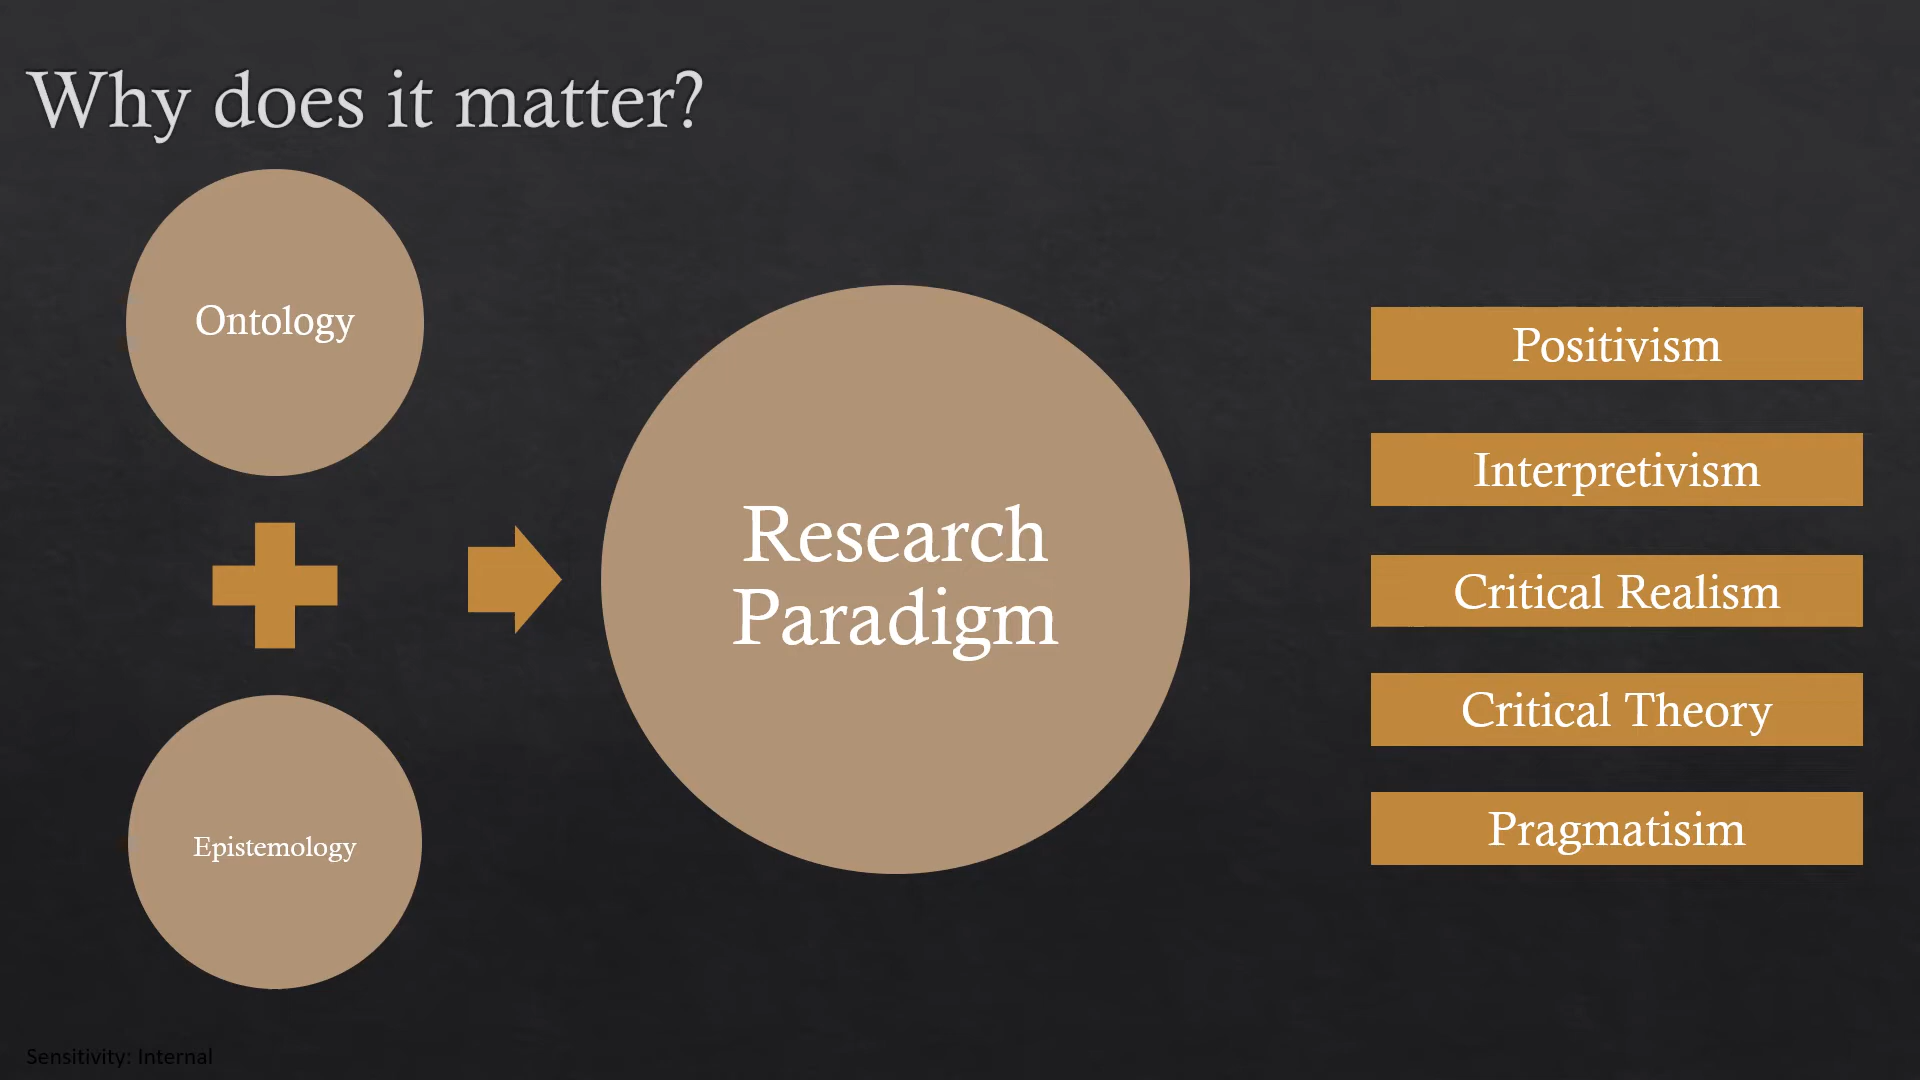 Why does it matter?
Ontology
Epistemology
Research
Paradigm
Positivism
Interpretivism
Critical Realism
Critical Theory
Pragmatisim
Sensitivity: Internal